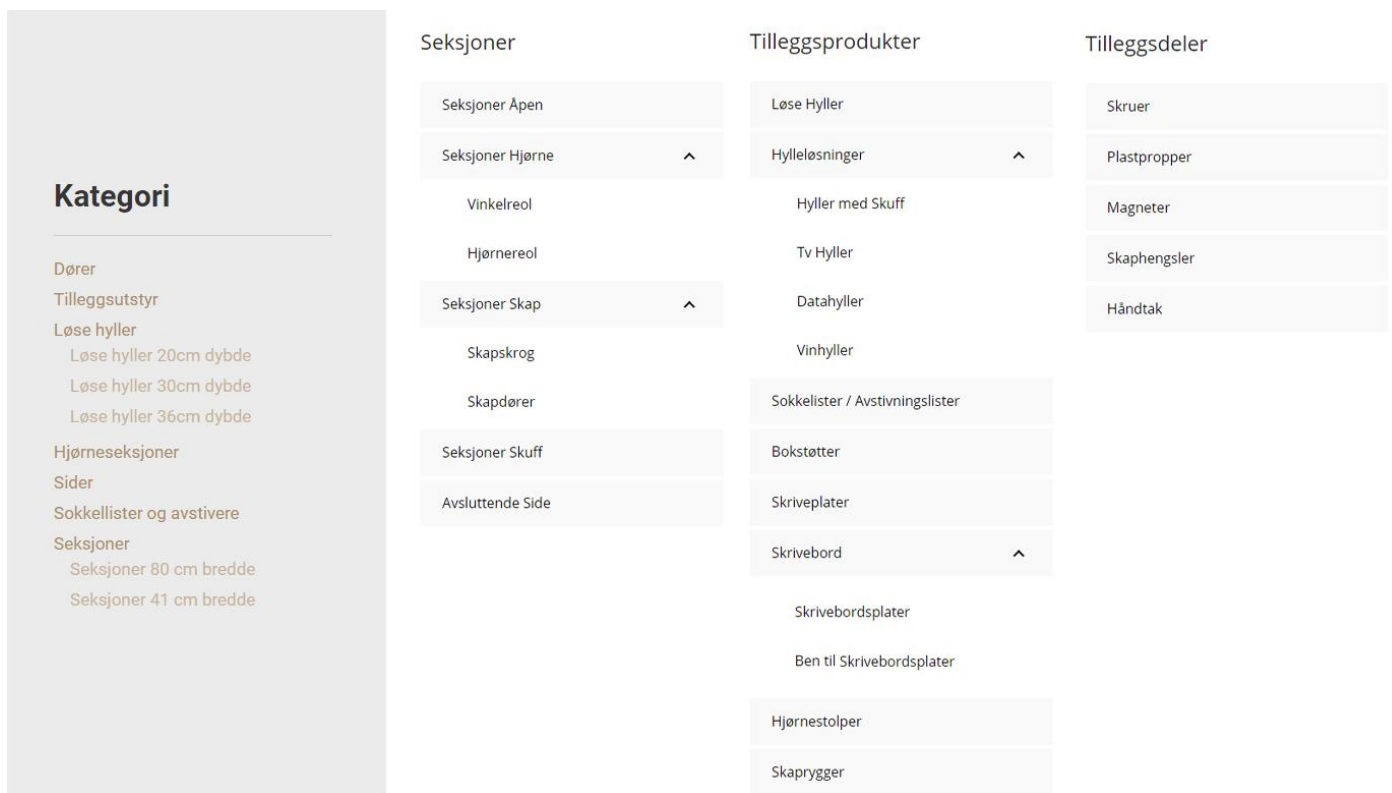 Kategori
Dører
Tilleggsutstyr
Løse hyller
Løse hyller 20cm dybde
Løse hyller 30cm dybde
Løse hyller 36cm dybde
Hjørneseksjoner
Sider
Sokkellister og avstivere
Seksjoner
Seksjoner 80 cm bredde
Seksjoner 41 cm bredde
Seksjoner
Seksjoner Åpen
Seksjoner Hjørne
Vinkelreol
Hjørnereol
Seksjoner Skap
Skapskrog
Skapdører
Seksjoner Skuff
Avsluttende Side
Tilleggsprodukter
Løse Hyller
Hylleløsninger
Hyller med Skuff
Tv Hyller
Datahyller
Vinhyller
Sokkelister / Avstivningslister
Bokstøtter
Skriveplater
Skrivebord
Skrivebordsplater
Ben til Skrivebordsplater
Hjørnestolper
Skaprygger
Tilleggsdeler
Skruer
Plastpropper
Magneter
Skaphengsler
Håndtak